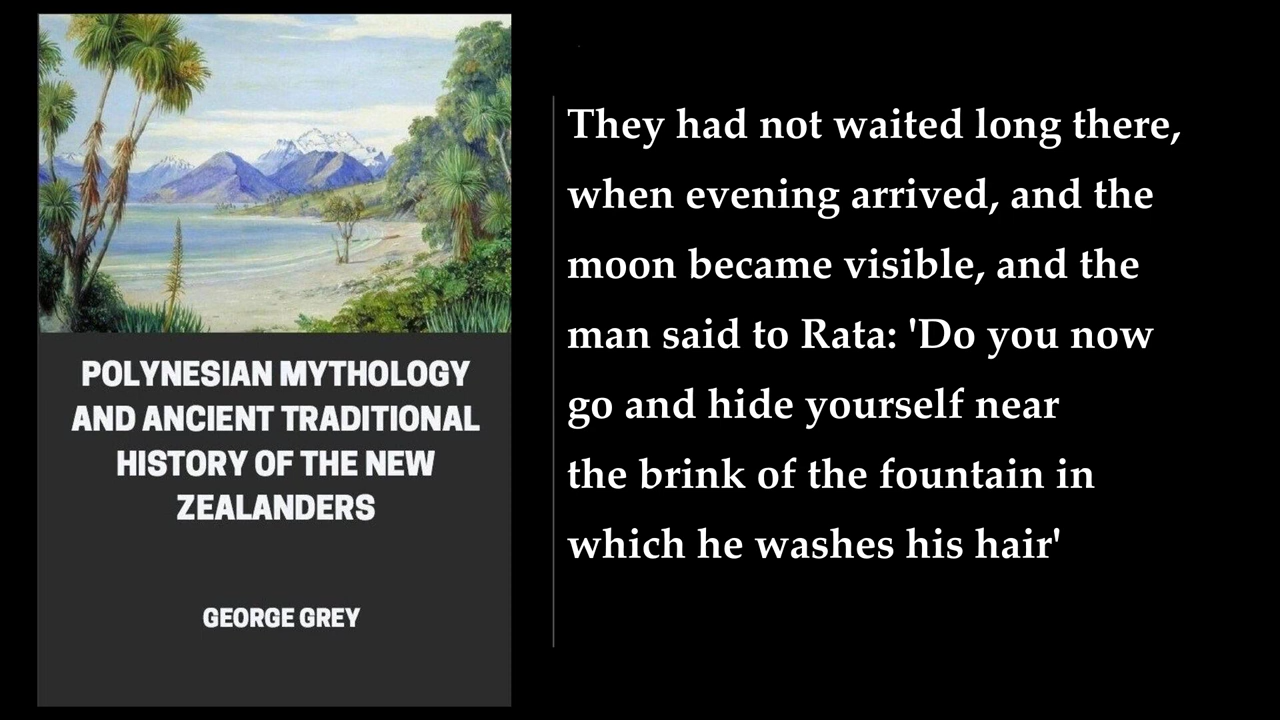 POLYNESIAN MYTHOLOGY
AND ANCIENT TRADITIONAL
HISTORY OF THE NEW
ZEALANDERS
GEORGE GREY
They had not waited long there,
when evening arrived, and the
moon became visible, and the
man said to Rata: 'Do you now
go and hide yourself near
the brink of the fountain in
which he washes his hair'